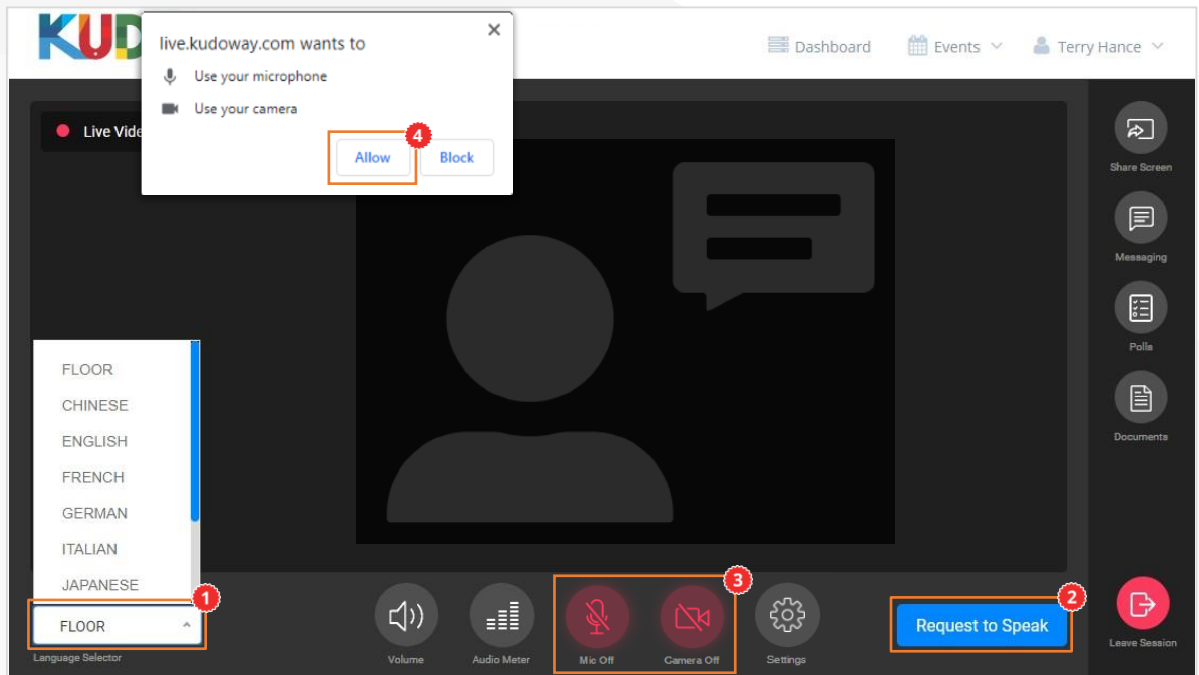 KUD
Dashboard
Events
Terry Hance
live.kudoway.com wants to
Use your microphone
Use your camera
4
Allow
Block
Live Vide
Share Screen
Messaging
Polls
Documents
FLOOR
CHINESE
ENGLISH
FRENCH
GERMAN
ITALIAN
JAPANESE
1
FLOOR
Language Selector
Volume
Audio Meter
3
Mic Off
Camera Off
Settings
2
Request to Speak
Leave Session